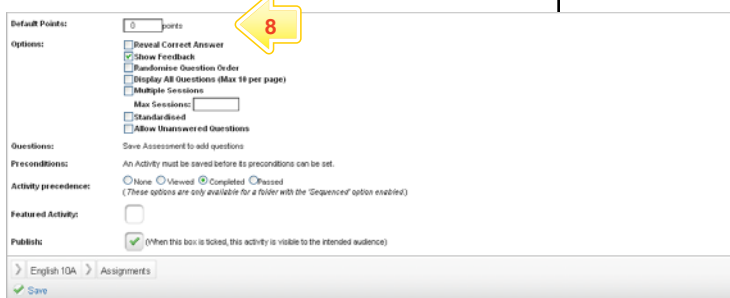 Default Points: 0 points
8
Options: Reveal Correct Answer
Show Feedback
Randomise Question Order
Display All Questions (Max 10 per page)
Multiple Sessions
Max Sessions:
Standardised
Allow Unanswered Questions
Questions: Save Assessment to add questions
Preconditions: An Activity must be saved before its preconditions can be set.
Activity precedence: None Viewed Completed Passed
(These options are only available for a folder with the 'Sequenced' option enabled.)
Featured Activity:
Publish: (When this box is ticked, this activity is visible to the intended audience)
English 10A Assignments
Save